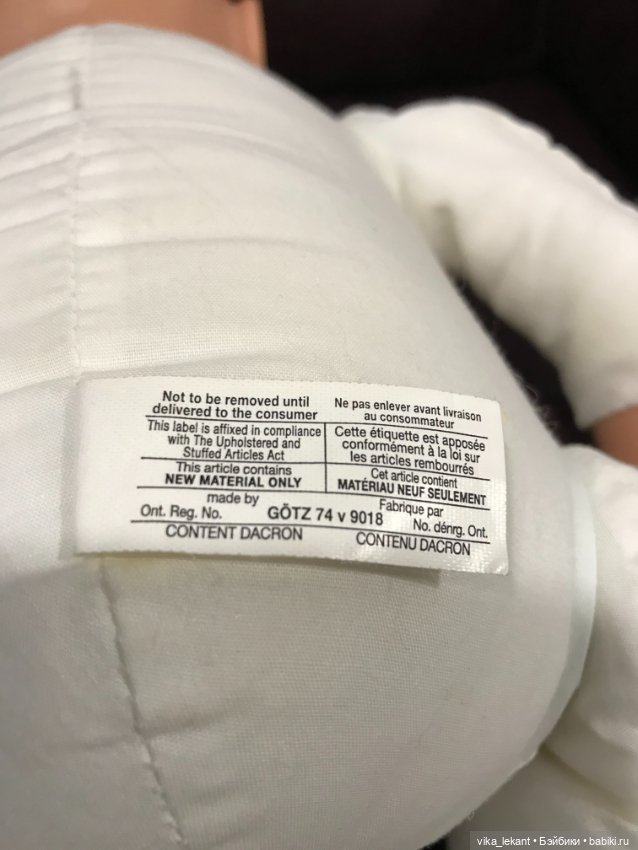 Not to be removed until
delivered to the consumer
Ne pas enlever avant livraison
au consommateur
This label is affixed in compliance
with The Upholstered and
Stuffed Articles Act
Cette étiquette est apposée
conformément à la loi sur
les articles rembourrés
This article contains
NEW MATERIAL ONLY
Cet article contient
MATÉRIAU NEUF SEULEMENT
made by
Fabrique par
Ont. Reg. No.
GÖTZ 74 v 9018
No. dénrg. Ont.
CONTENT DACRON
CONTENU DACRON
vika_lekant • Бэйбики • babiki.ru